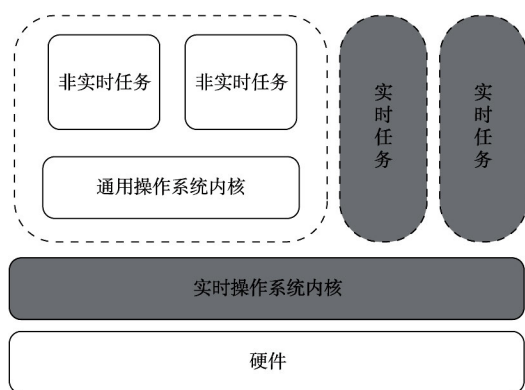 非实时任务
非实时任务
通用操作系统内核
实时任务
实时任务
实时操作系统内核
硬件